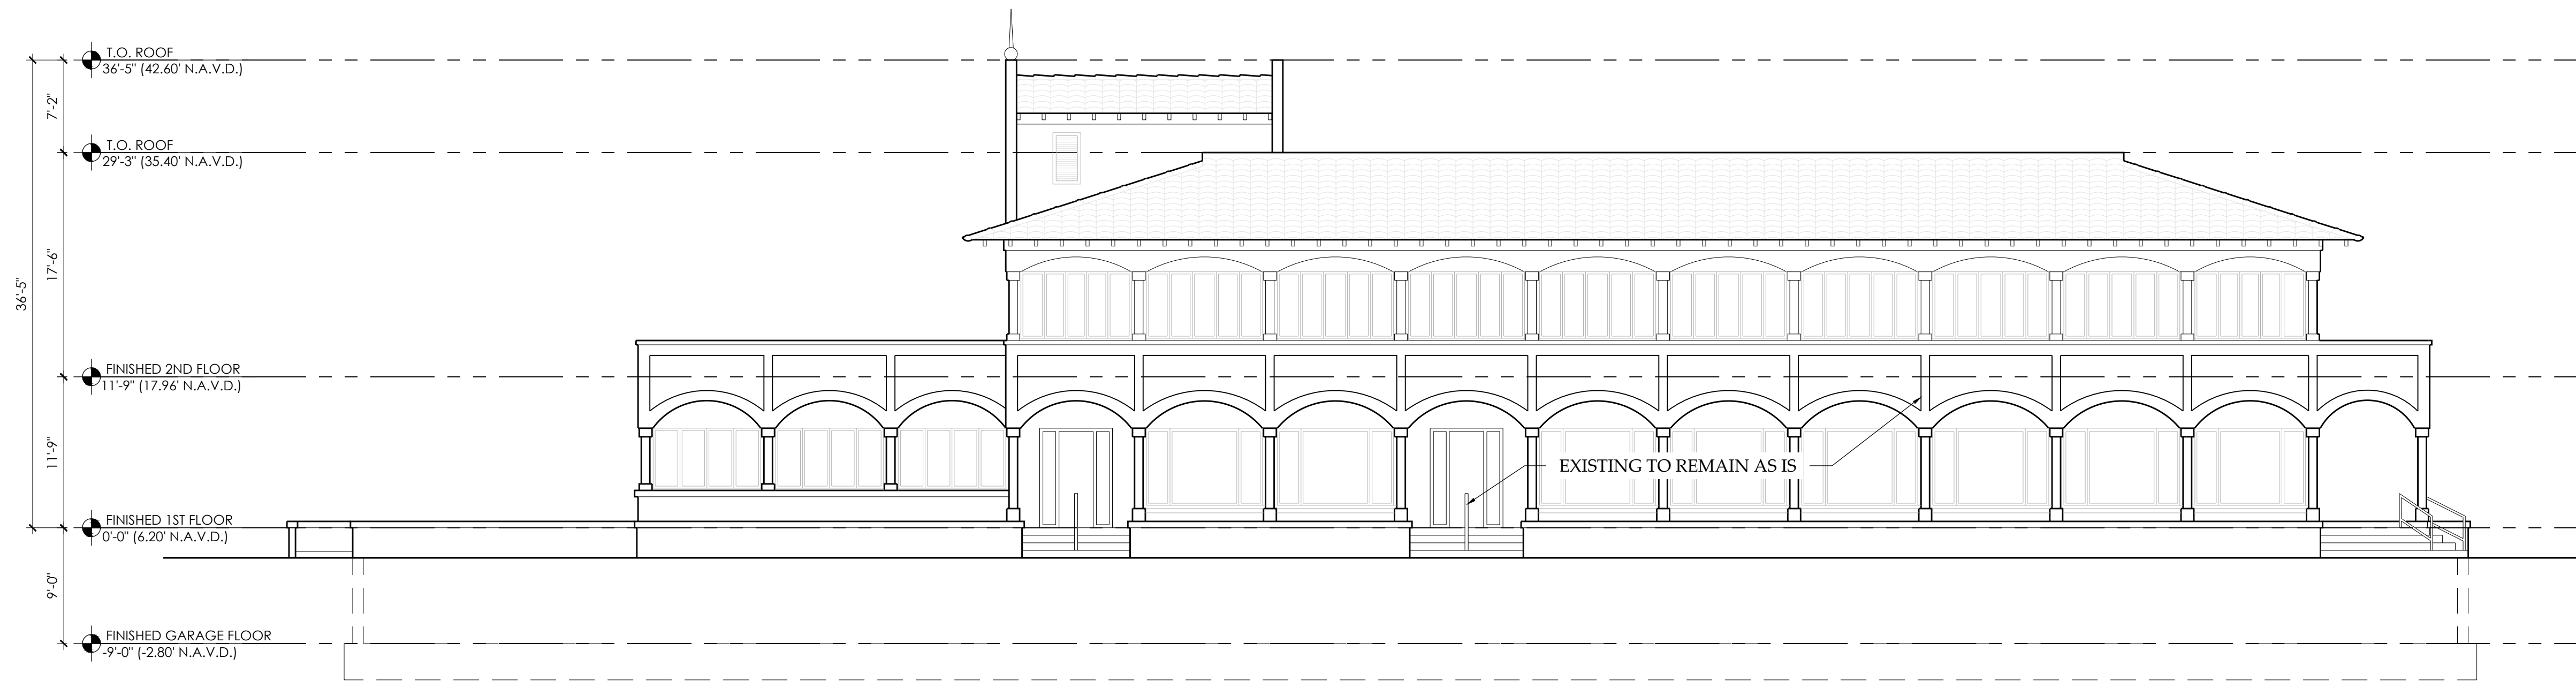 T.O. ROOF
36'-5" (42.60' N.A.V.D.)
7'-2"
T.O. ROOF
29'-3" (35.40' N.A.V.D.)
17'-6"
36'-5"
FINISHED 2ND FLOOR
11'-9" (17.96' N.A.V.D.)
11'-9"
EXISTING TO REMAIN AS IS
FINISHED 1ST FLOOR
0'-0" (6.20' N.A.V.D.)
9'-0"
FINISHED GARAGE FLOOR
-9'-0" (-2.80' N.A.V.D.)